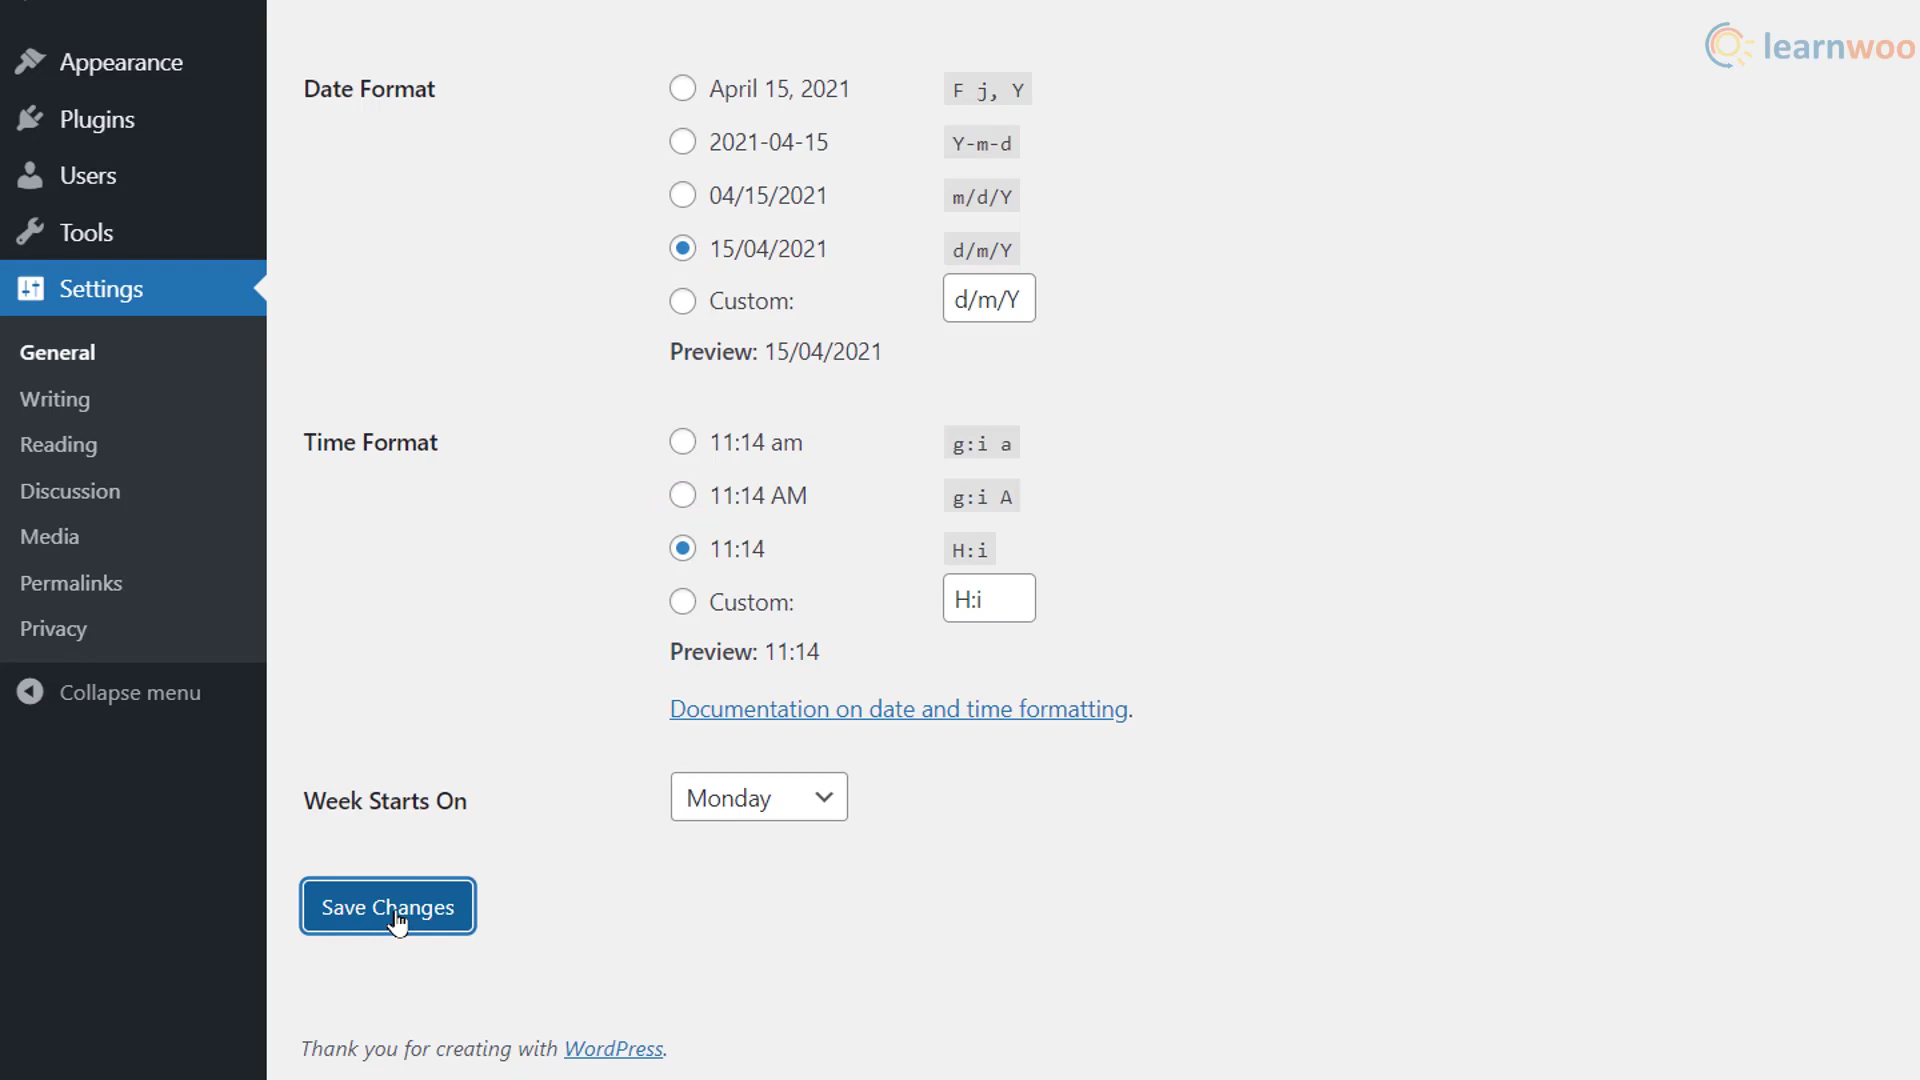 learnwoo
Appearance
Plugins
Users
Tools
Settings
General
Writing
Reading
Discussion
Media
Permalinks
Privacy
Collapse menu
Date Format
April 15, 2021 F j, Y
2021-04-15 Y-m-d
04/15/2021 m/d/Y
15/04/2021 d/m/Y
Custom: d/m/Y
Preview: 15/04/2021
Time Format
11:14 am g:i a
11:14 AM g:i A
11:14 H:i
Custom: H:i
Preview: 11:14
Documentation on date and time formatting.
Week Starts On Monday
Save Changes
Thank you for creating with WordPress.